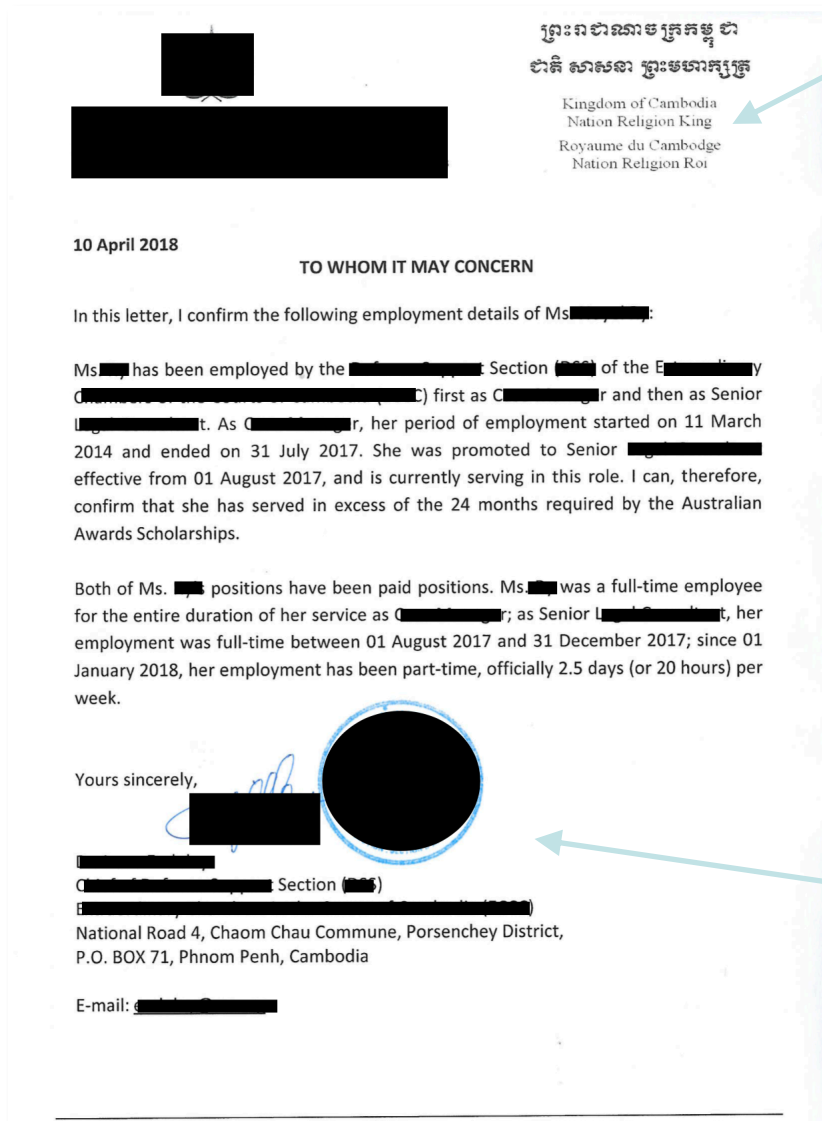 ព្រះរាជាណាចក្រកម្ពុជា
ជាតិ សាសនា ព្រះមហាក្សត្រ
Kingdom of Cambodia
Nation Religion King
Royaume du Cambodge
Nation Religion Roi
10 April 2018
TO WHOM IT MAY CONCERN
In this letter, I confirm the following employment details of Ms :
Ms. has been employed by the Section ( ) of the
first as and then as Senior
As , her period of employment started on 11 March
2014 and ended on 31 July 2017. She was promoted to Senior
effective from 01 August 2017, and is currently serving in this role. I can, therefore,
confirm that she has served in excess of the 24 months required by the Australian
Awards Scholarships.
Both of Ms. positions have been paid positions. Ms. was a full-time employee
for the entire duration of her service as ; as Senior , her
employment was full-time between 01 August 2017 and 31 December 2017; since 01
January 2018, her employment has been part-time, officially 2.5 days (or 20 hours) per
week.
Yours sincerely,
Section ( )
National Road 4, Chaom Chau Commune, Porsenchey District,
P.O. BOX 71, Phnom Penh, Cambodia
E-mail: